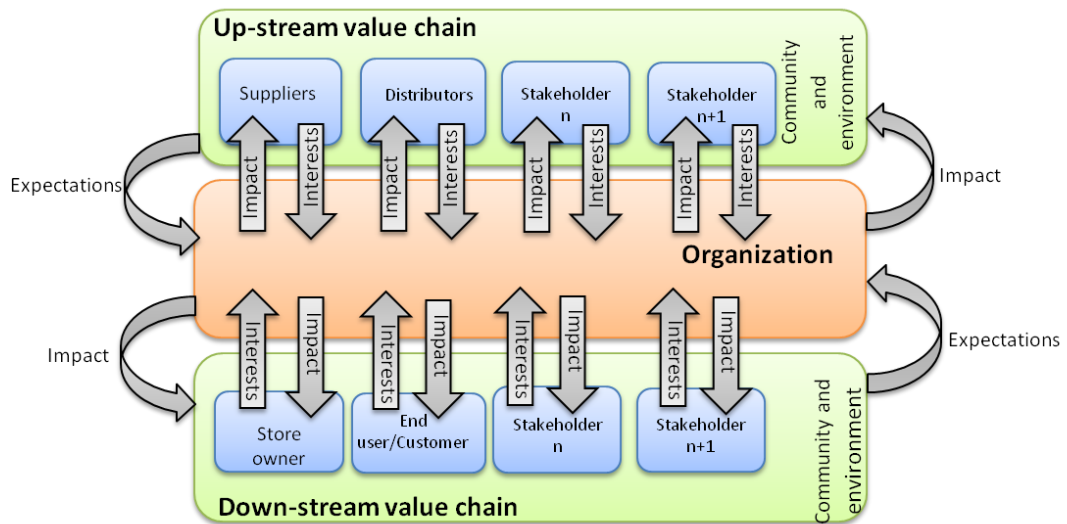 Up-stream value chain
Suppliers
Distributors
Stakeholder
n
Stakeholder
n+1
Community
and
environment
Impact
Interests
Impact
Interests
Impact
Interests
Impact
Interests
Expectations
Impact
Organization
Impact
Expectations
Interests
Impact
Interests
Impact
Interests
Impact
Interests
Impact
Store
owner
End
user/Customer
Stakeholder
n
Stakeholder
n+1
Community and
environment
Down-stream value chain